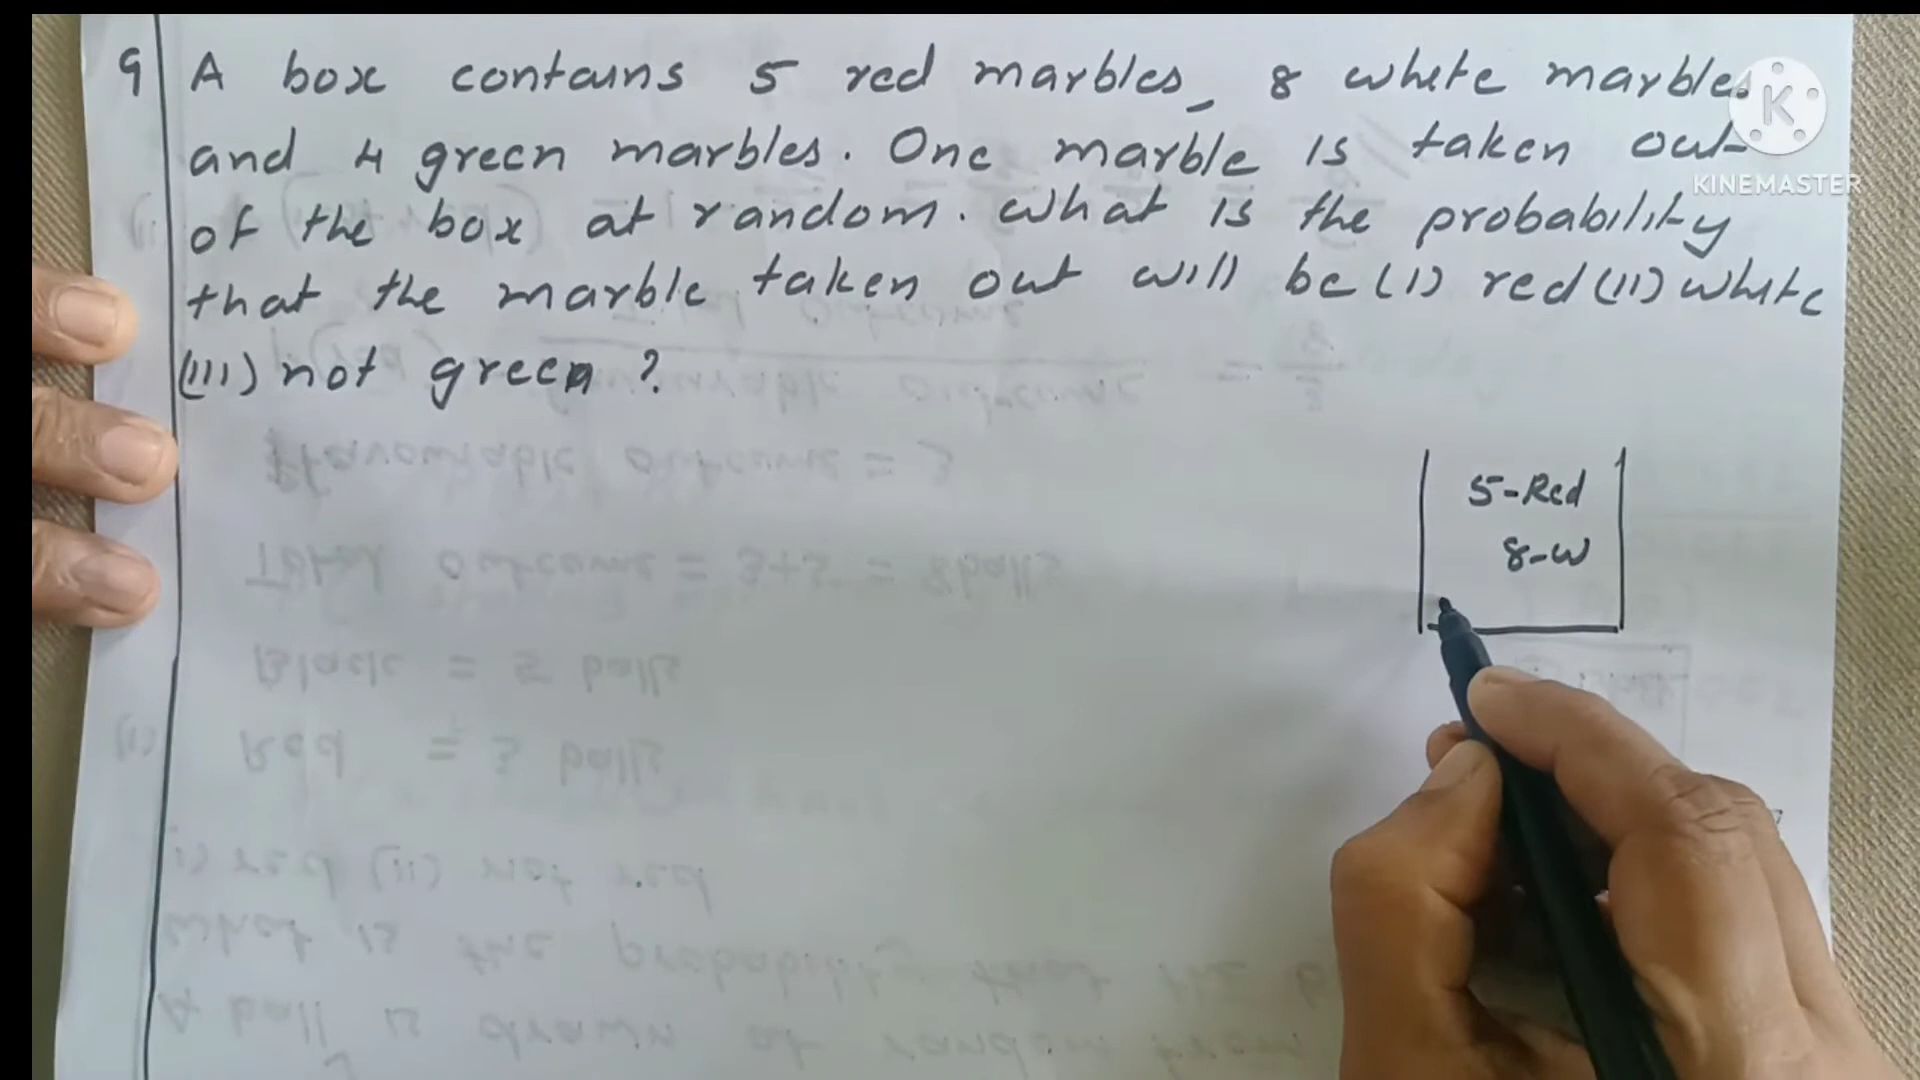 9 A box contains 5 red marbles, 8 white marbles
and 4 green marbles. One marble is taken out
of the box at random. What is the probability
that the marble taken out will be (i) red (ii) white
(iii) not green ?
K
KINEMASTER
5-Red
8-W